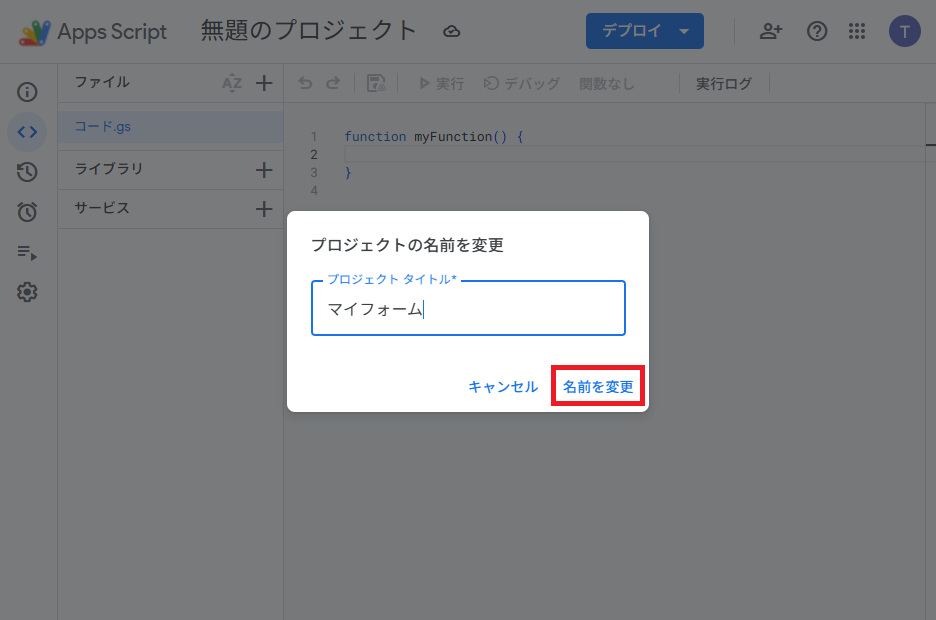 Apps Script 無題のプロジェクト デプロイ T
ファイル AZ 実行 デバッグ 関数なし 実行ログ
コード.gs
ライブラリ
サービス
1 function myFunction() {
2
3 }
4
プロジェクトの名前を変更
プロジェクト タイトル*
マイフォーム
キャンセル 名前を変更